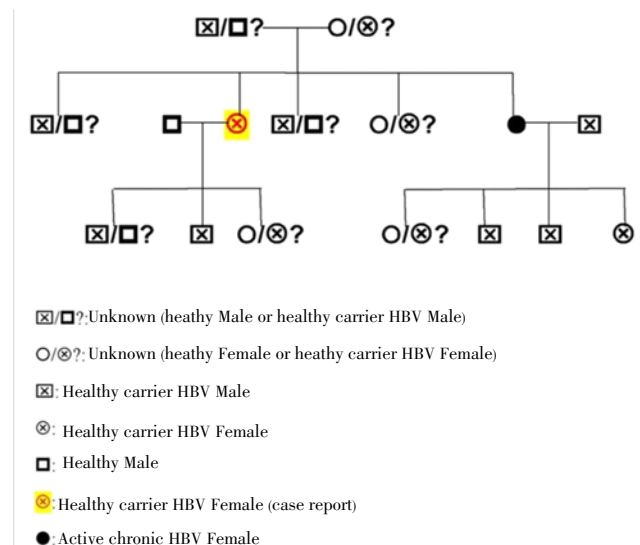 / ? / ?
/ ? / ? / ?
/ ? / ? / ?
/ ?:Unknown (heathy Male or healthy carrier HBV Male)
/ ?: Unknown (heathy Female or heathy carrier HBV Female)
: Healthy carrier HBV Male
: Healthy carrier HBV Female
: Healthy Male
: Healthy carrier HBV Female (case report)
: Active chronic HBV Female